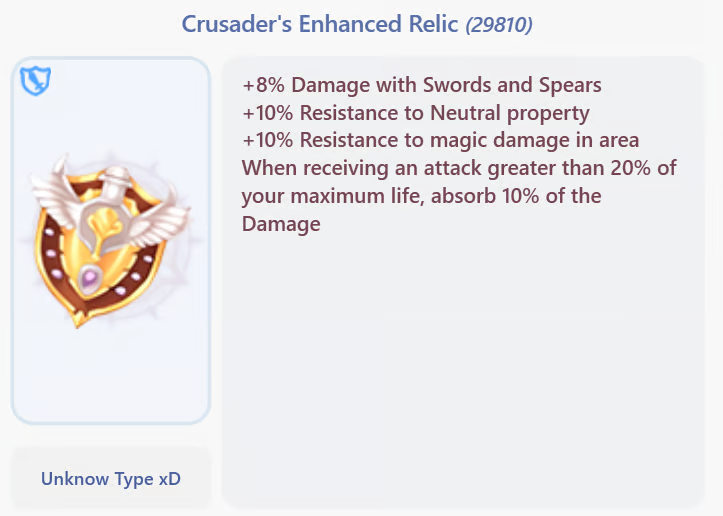 Crusader's Enhanced Relic (29810)
+8% Damage with Swords and Spears
+10% Resistance to Neutral property
+10% Resistance to magic damage in area
When receiving an attack greater than 20% of
your maximum life, absorb 10% of the
Damage
Unknow Type xD